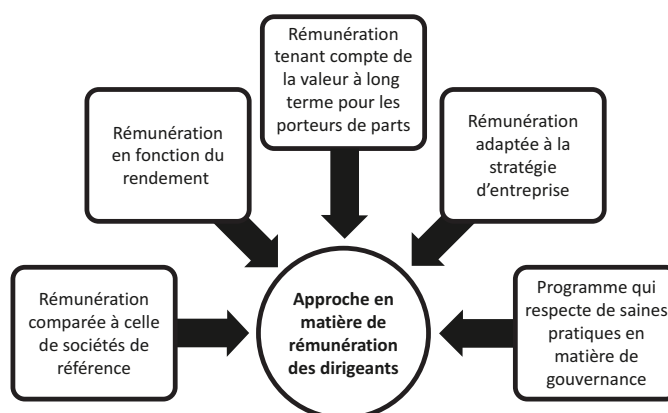 Rémunération
tenant compte de
la valeur à long
terme pour les
porteurs de parts
Rémunération
en fonction du
rendement
Rémunération
adaptée à la
stratégie
d'entreprise
Rémunération
comparée à celle
de sociétés de
référence
Approche en
matière de
rémunération
des dirigeants
Programme qui
respecte de saines
pratiques en
matière de
gouvernance